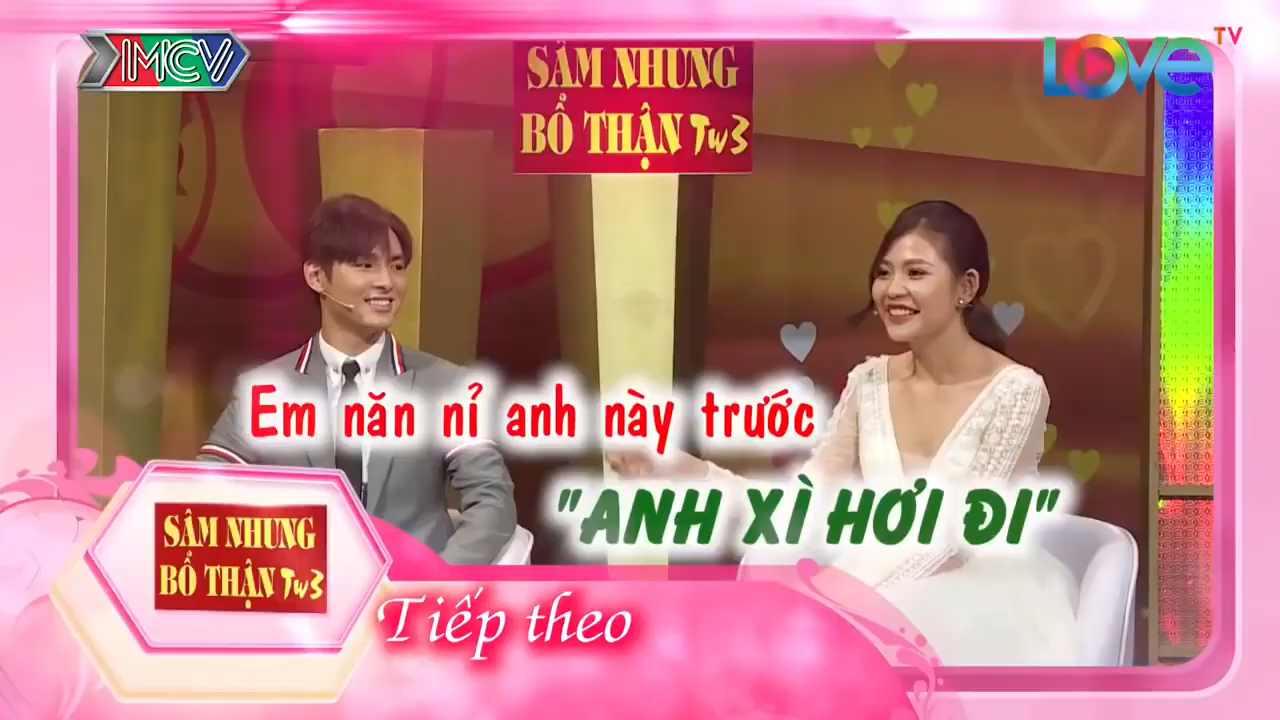 MCV
LOVE TV
SÂM NHUNG
BỔ THẬN TW3
Em năn nỉ anh này trước
"ANH XÌ HƠI ĐI"
SÂM NHUNG
BỔ THẬN TW3
Tiếp theo